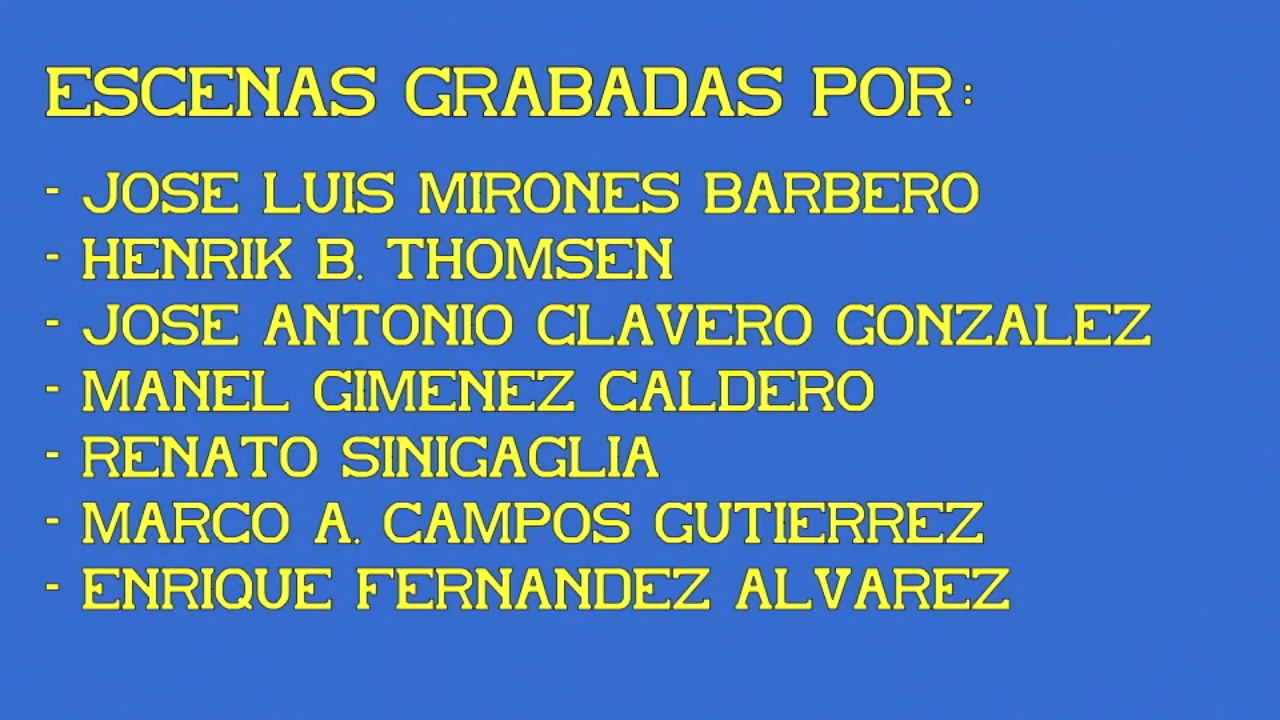 ESCENAS GRABADAS POR:
- JOSE LUIS MIRONES BARBERO
- HENRIK B. THOMSEN
- JOSE ANTONIO CLAVERO GONZALEZ
- MANEL GIMENEZ CALDERO
- RENATO SINIGAGLIA
- MARCO A. CAMPOS GUTIERREZ
- ENRIQUE FERNANDEZ ALVAREZ